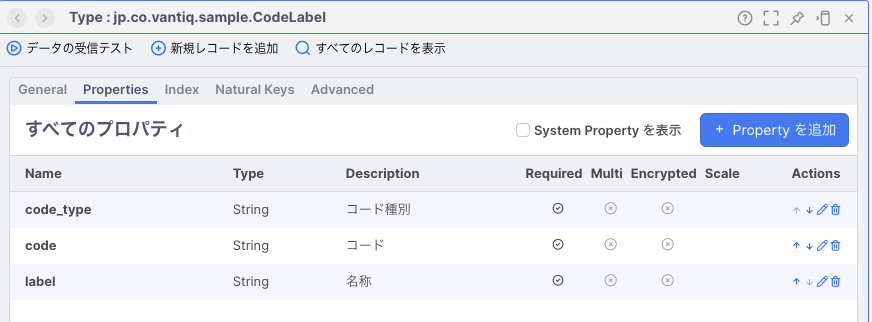 Type : jp.co.vantiq.sample.CodeLabel
データの受信テスト 新規レコードを追加 すべてのレコードを表示
General Properties Index Natural Keys Advanced
すべてのプロパティ System Property を表示 + Property を追加
Name Type Description Required Multi Encrypted Scale Actions
code_type String コード種別
code String コード
label String 名称